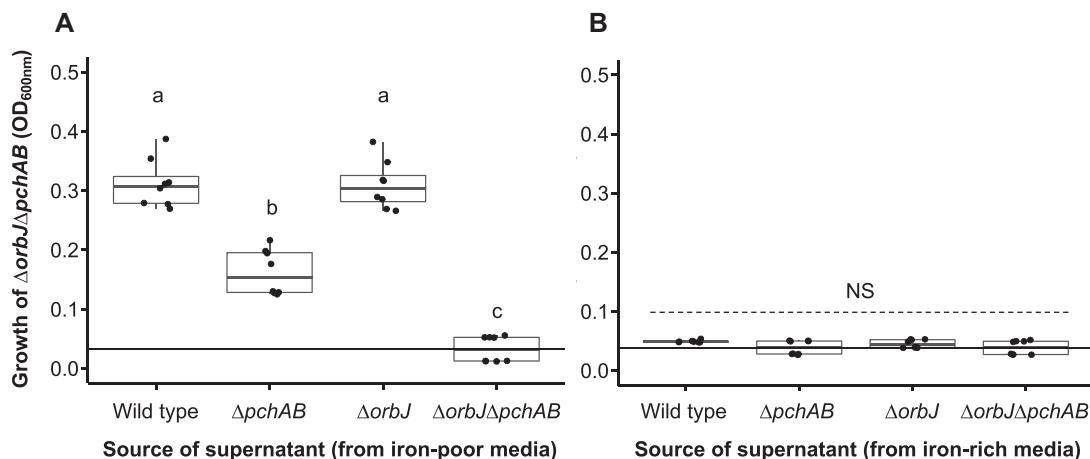 A
B
Growth of ΔorbJΔpchAB (OD600nm)
0.5
0.4
0.3
0.2
0.1
0.0
a
b
a
c
Wild type ΔpchAB ΔorbJ ΔorbJΔpchAB
Source of supernatant (from iron-poor media)
0.5
0.4
0.3
0.2
0.1
0.0
NS
Wild type ΔpchAB ΔorbJ ΔorbJΔpchAB
Source of supernatant (from iron-rich media)